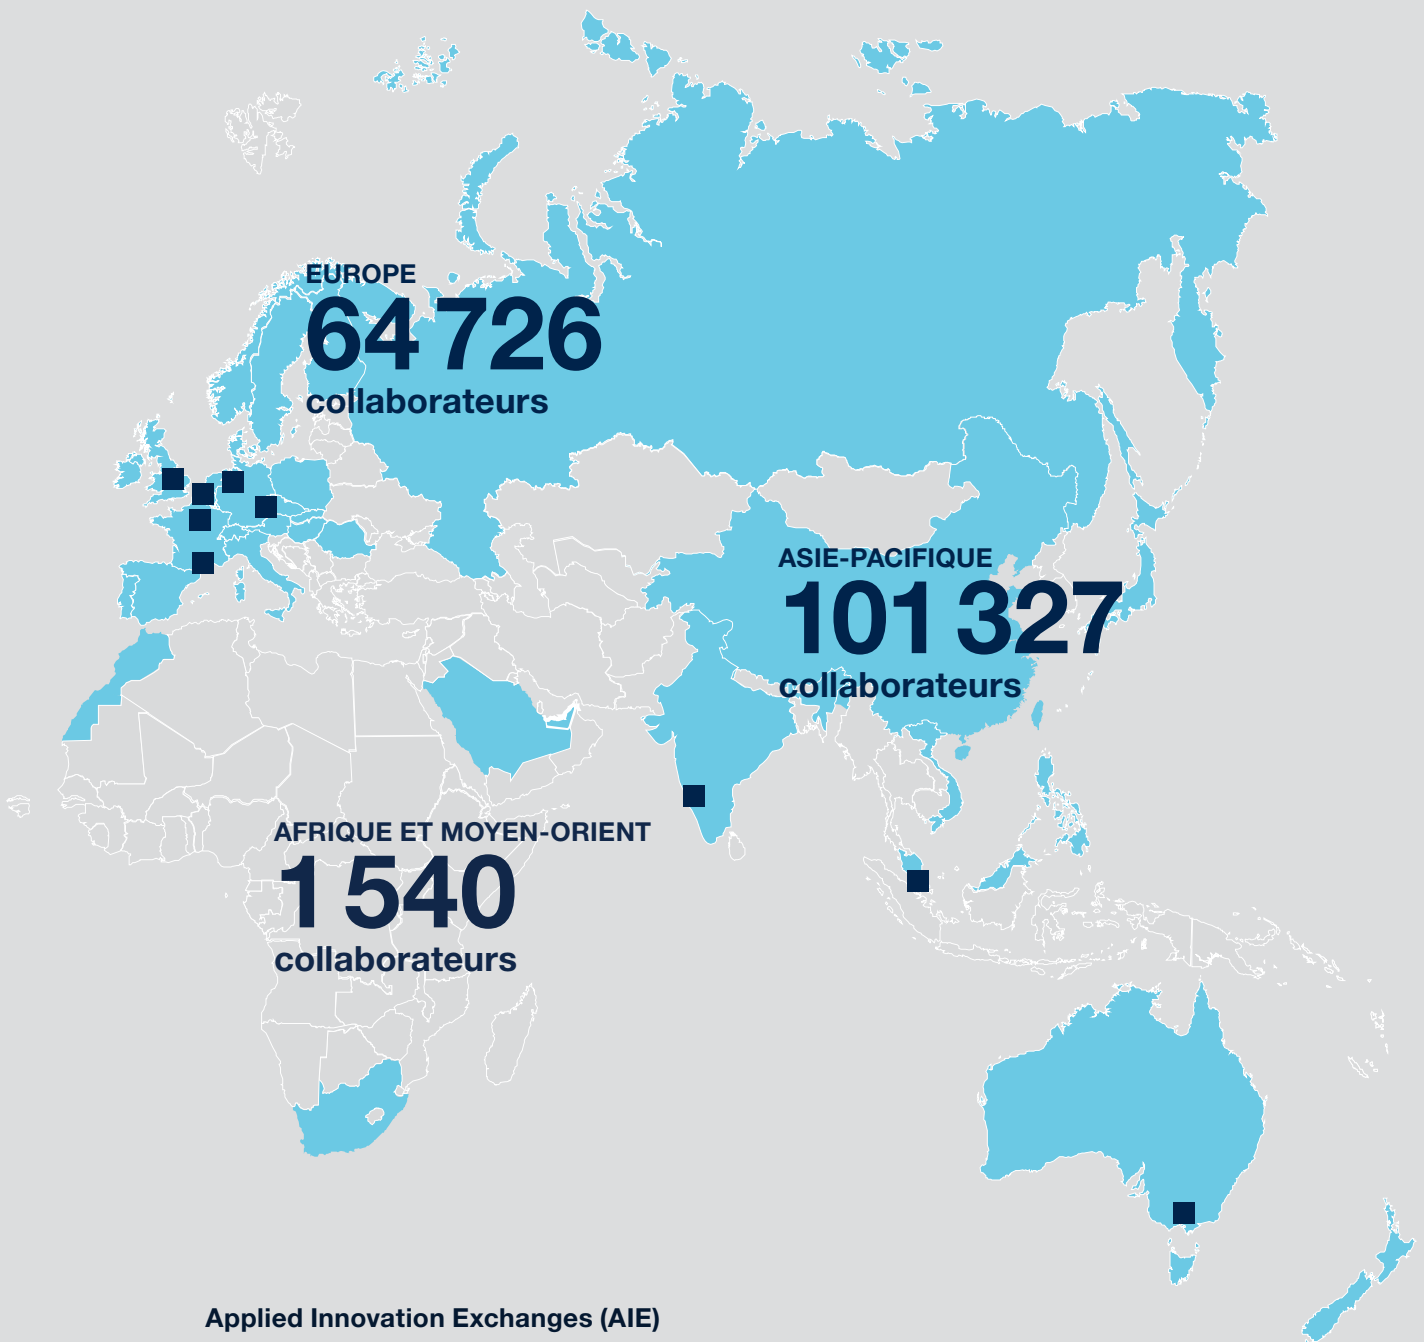 EUROPE
64 726
collaborateurs
ASIE-PACIFIQUE
101 327
collaborateurs
AFRIQUE ET MOYEN-ORIENT
1 540
collaborateurs
Applied Innovation Exchanges (AIE)